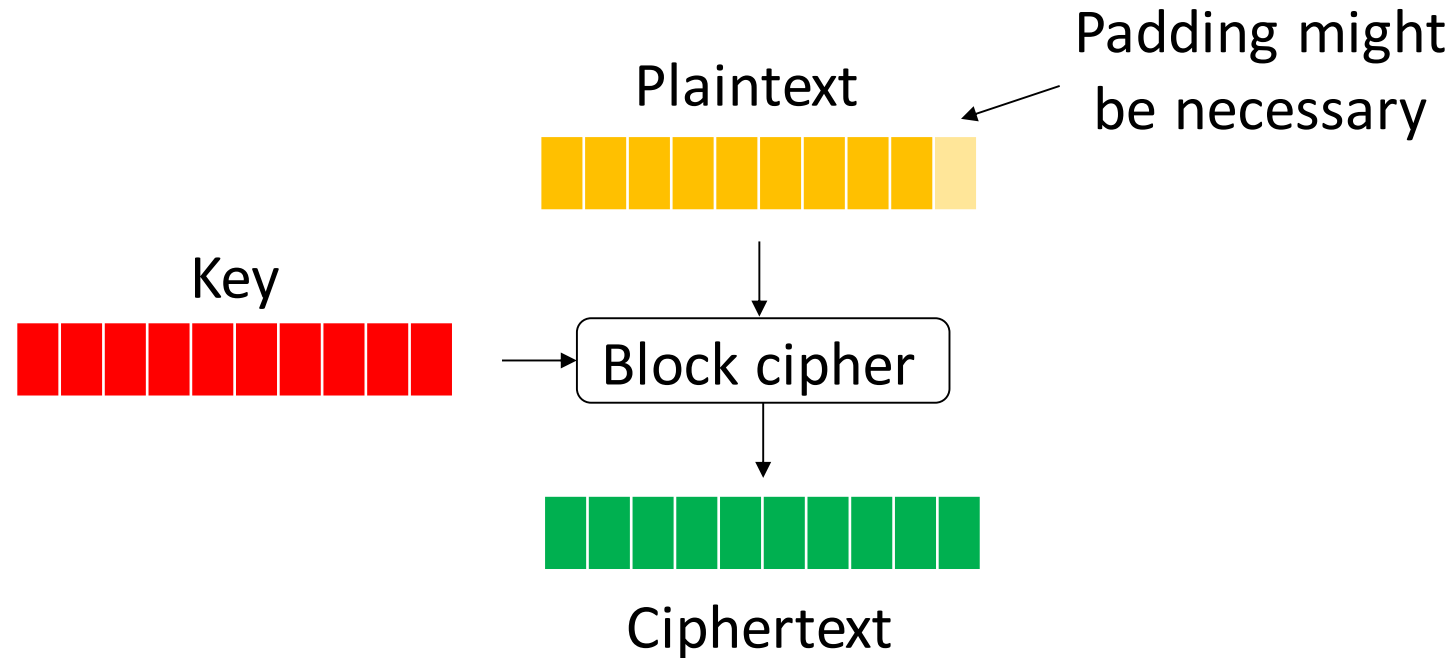 Padding might
be necessary
Plaintext
Key
Block cipher
Ciphertext